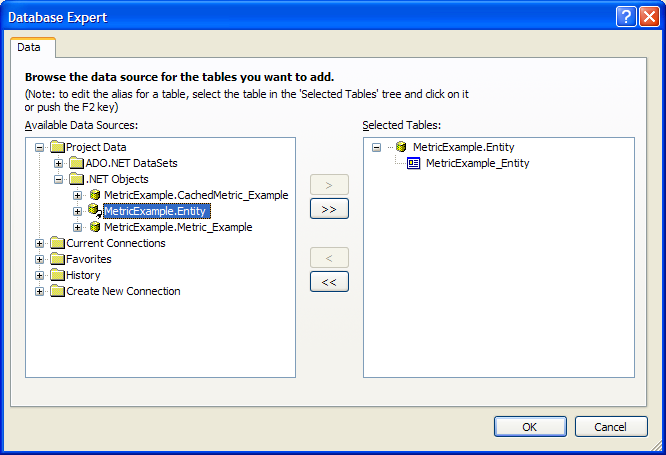 Database Expert
Data
Browse the data source for the tables you want to add.
(Note: to edit the alias for a table, select the table in the 'Selected Tables' tree and click on it
or push the F2 key)
Available Data Sources:
Project Data
ADO.NET DataSets
.NET Objects
MetricExample.CachedMetric_Example
MetricExample.Entity
MetricExample.Metric_Example
Current Connections
Favorites
History
Create New Connection
>
>>
<
<<
Selected Tables:
MetricExample.Entity
MetricExample_Entity
OK
Cancel